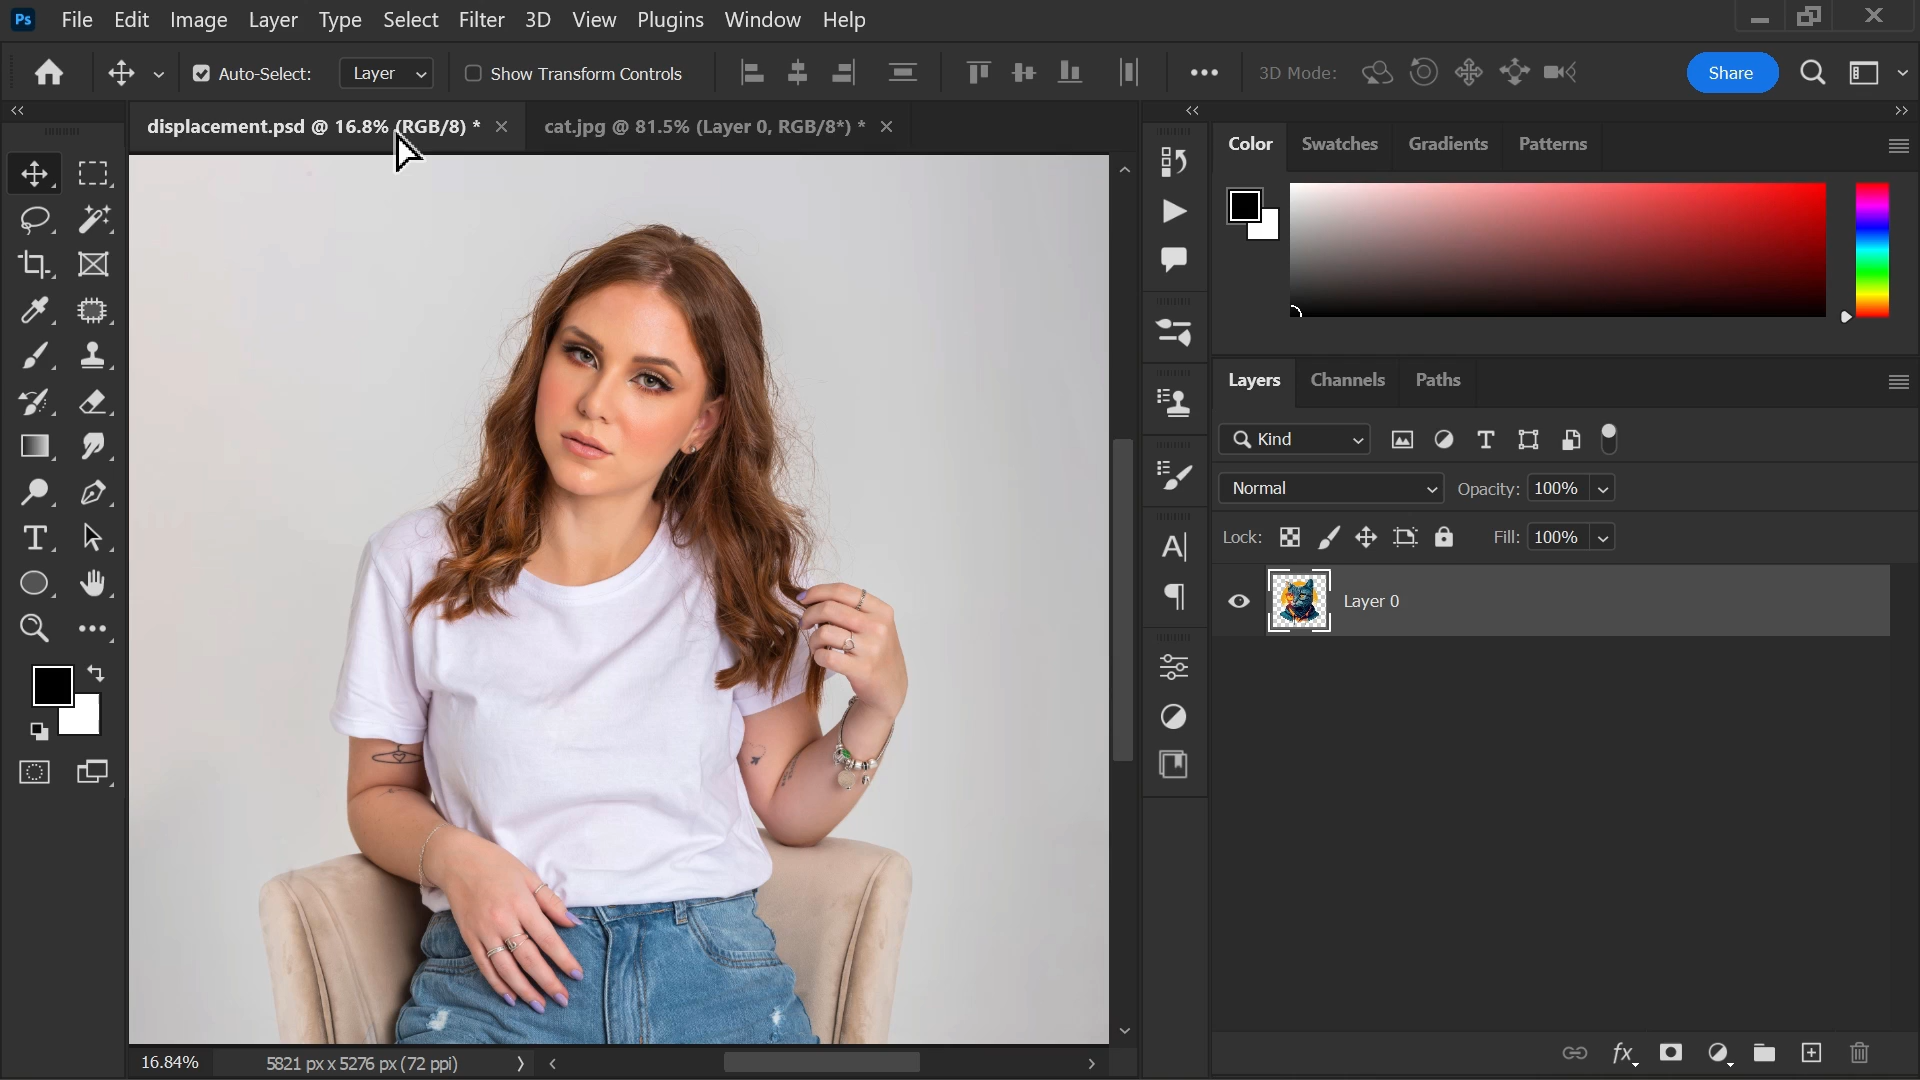 Ps File Edit Image Layer Type Select Filter 3D View Plugins Window Help
Auto-Select: Layer Show Transform Controls 3D Mode: Share
displacement.psd @ 16.8% (RGB/8) * cat.jpg @ 81.5% (Layer 0, RGB/8*) *
Color Swatches Gradients Patterns
Layers Channels Paths
Kind
Normal Opacity: 100%
Lock: Fill: 100%
Layer 0
16.84% 5821 px x 5276 px (72 ppi)
fx